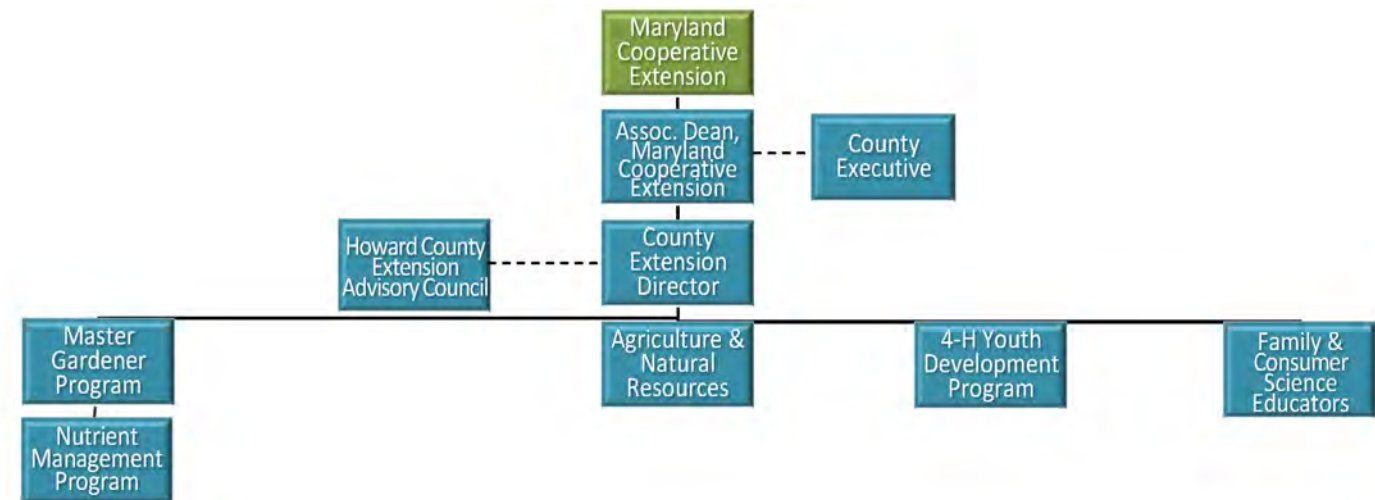 Maryland
Cooperative
Extension
Assoc. Dean,
Maryland
Cooperative
Extension
County
Executive
Howard County
Extension
Advisory Council
County
Extension
Director
Master
Gardener
Program
Agriculture &
Natural
Resources
4-H Youth
Development
Program
Family &
Consumer
Science
Educators
Nutrient
Management
Program